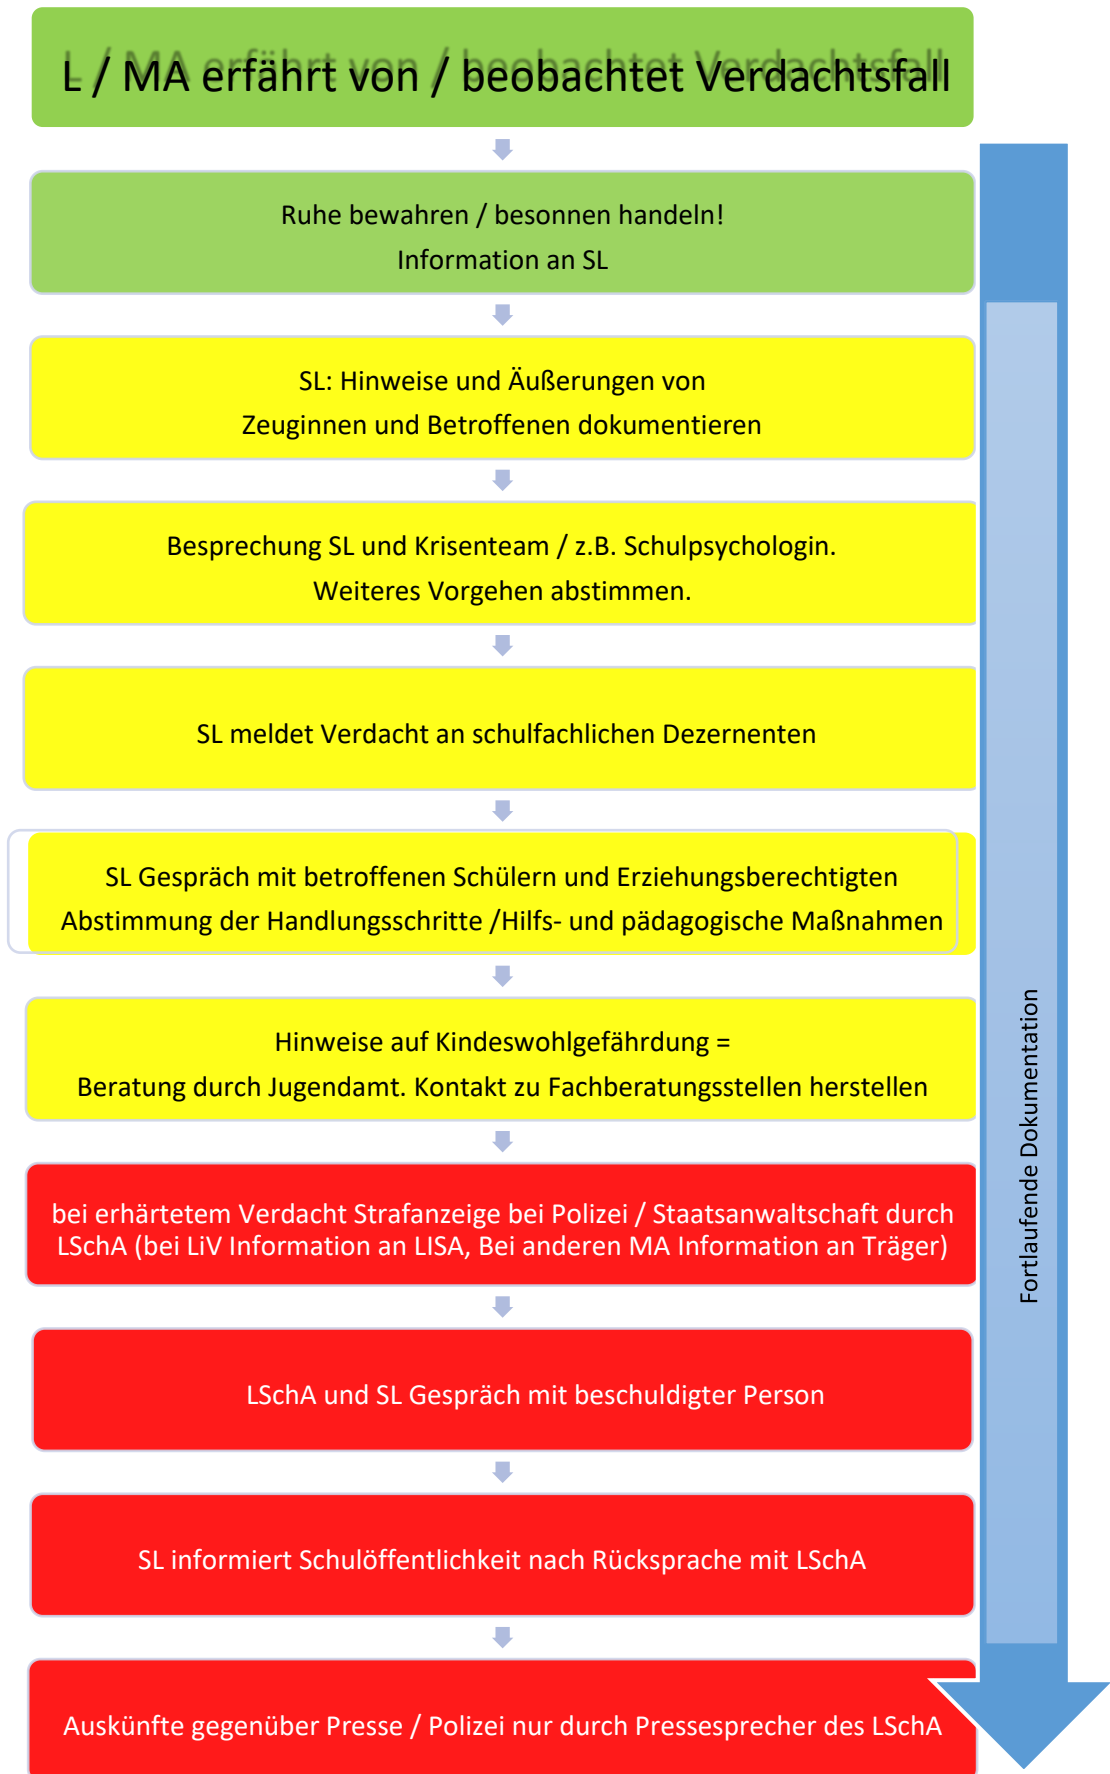 L / MA erfährt von / beobachtet Verdachtsfall
Ruhe bewahren / besonnen handeln!
Information an SL
SL: Hinweise und Äußerungen von
Zeuginnen und Betroffenen dokumentieren
Besprechung SL und Krisenteam / z.B. Schulpsychologin.
Weiteres Vorgehen abstimmen.
SL meldet Verdacht an schulfachlichen Dezernenten
SL Gespräch mit betroffenen Schülern und Erziehungsberechtigten
Abstimmung der Handlungsschritte /Hilfs- und pädagogische Maßnahmen
Hinweise auf Kindeswohlgefährdung =
Beratung durch Jugendamt. Kontakt zu Fachberatungsstellen herstellen
bei erhärtetem Verdacht Strafanzeige bei Polizei / Staatsanwaltschaft durch
LSchA (bei LiV Information an LISA, Bei anderen MA Information an Träger)
LSchA und SL Gespräch mit beschuldigter Person
SL informiert Schulöffentlichkeit nach Rücksprache mit LSchA
Auskünfte gegenüber Presse / Polizei nur durch Pressesprecher des LSchA
Fortlaufende Dokumentation